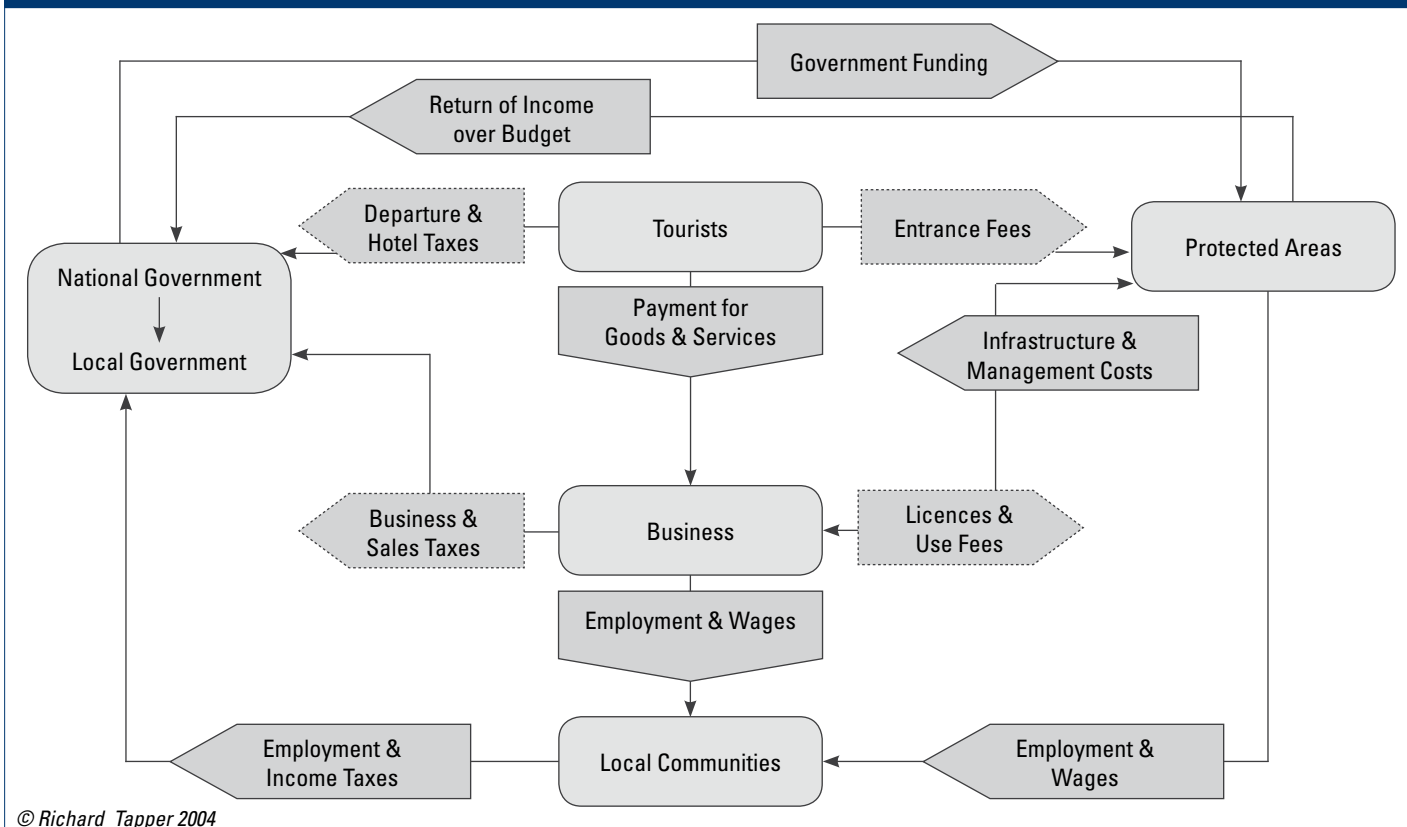 Government Funding
Return of Income
over Budget
Departure &
Hotel Taxes
Tourists
Entrance Fees
Protected Areas
National Government
Local Government
Payment for
Goods & Services
Infrastructure &
Management Costs
Business &
Sales Taxes
Business
Licences &
Use Fees
Employment & Wages
Employment &
Income Taxes
Local Communities
Employment &
Wages
© Richard Tapper 2004